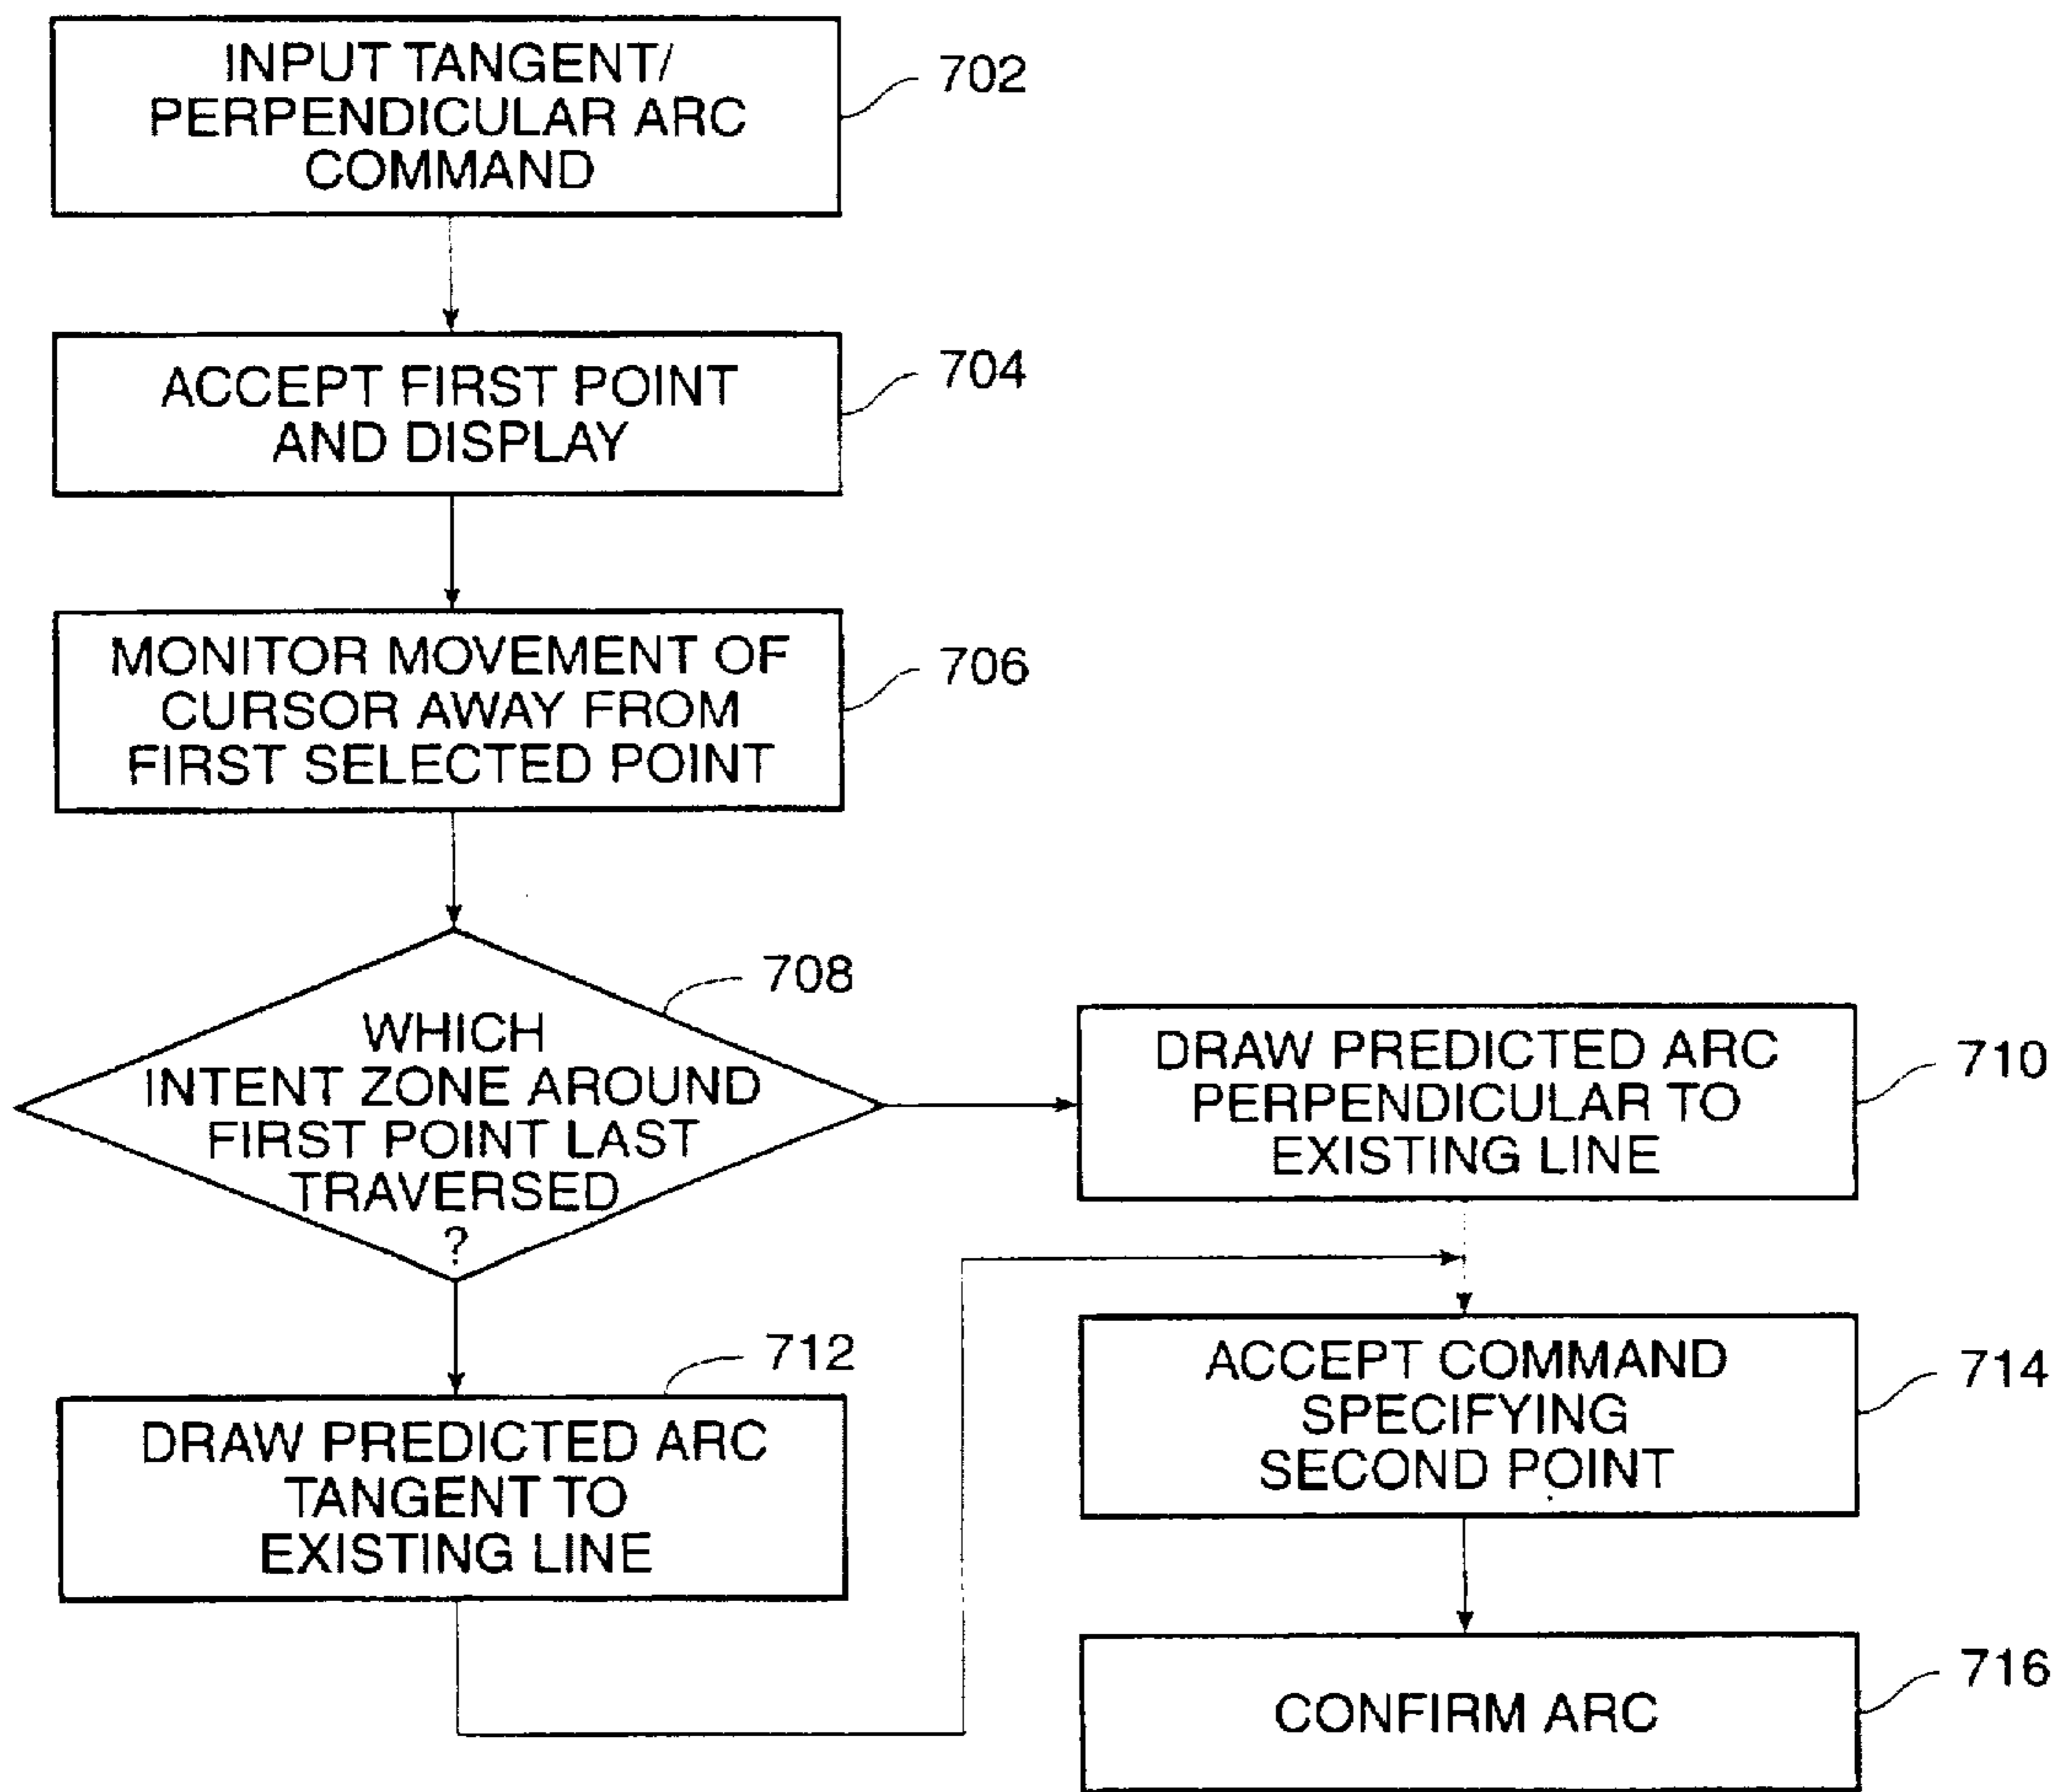 INPUT TANGENT/
PERPENDICULAR ARC
COMMAND
702
ACCEPT FIRST POINT
AND DISPLAY
704
MONITOR MOVEMENT OF
CURSOR AWAY FROM
FIRST SELECTED POINT
706
WHICH
INTENT ZONE AROUND
FIRST POINT LAST
TRAVERSED
?
708
DRAW PREDICTED ARC
PERPENDICULAR TO
EXISTING LINE
710
DRAW PREDICTED ARC
TANGENT TO
EXISTING LINE
712
ACCEPT COMMAND
SPECIFYING
SECOND POINT
714
CONFIRM ARC
716